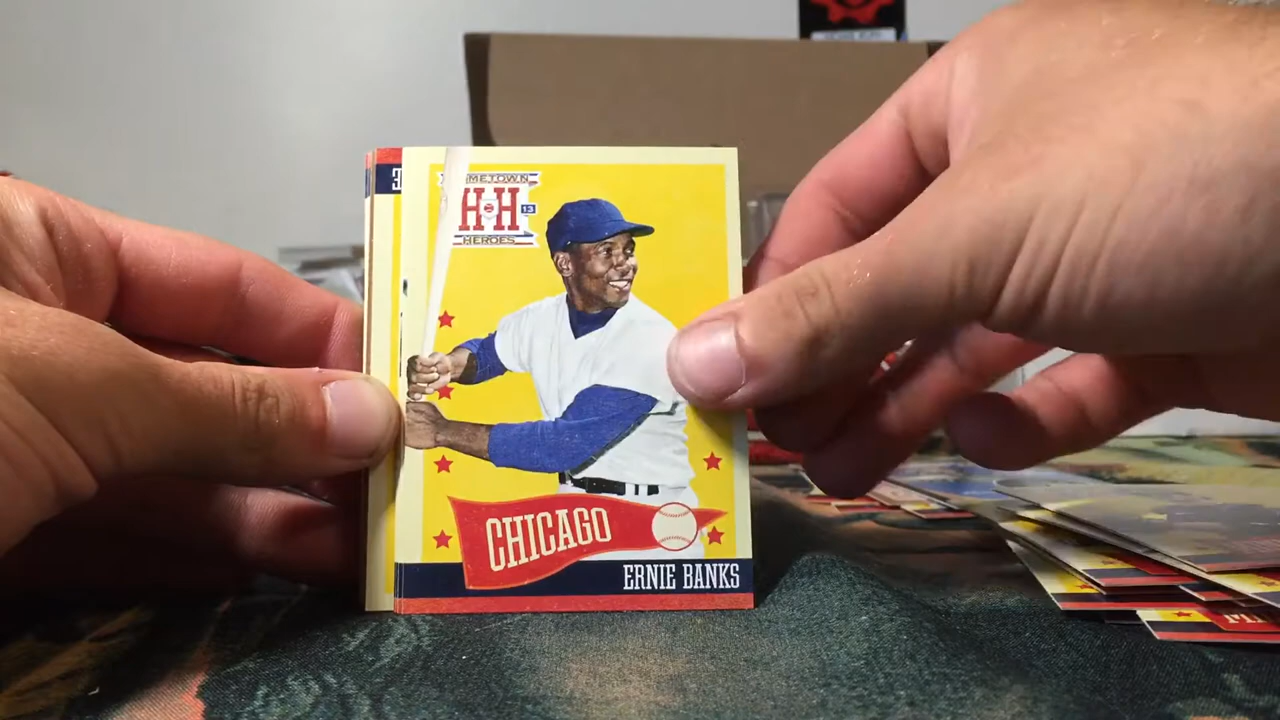 HOMETOWN
HH 13
HEROES
CHICAGO
ERNIE BANKS